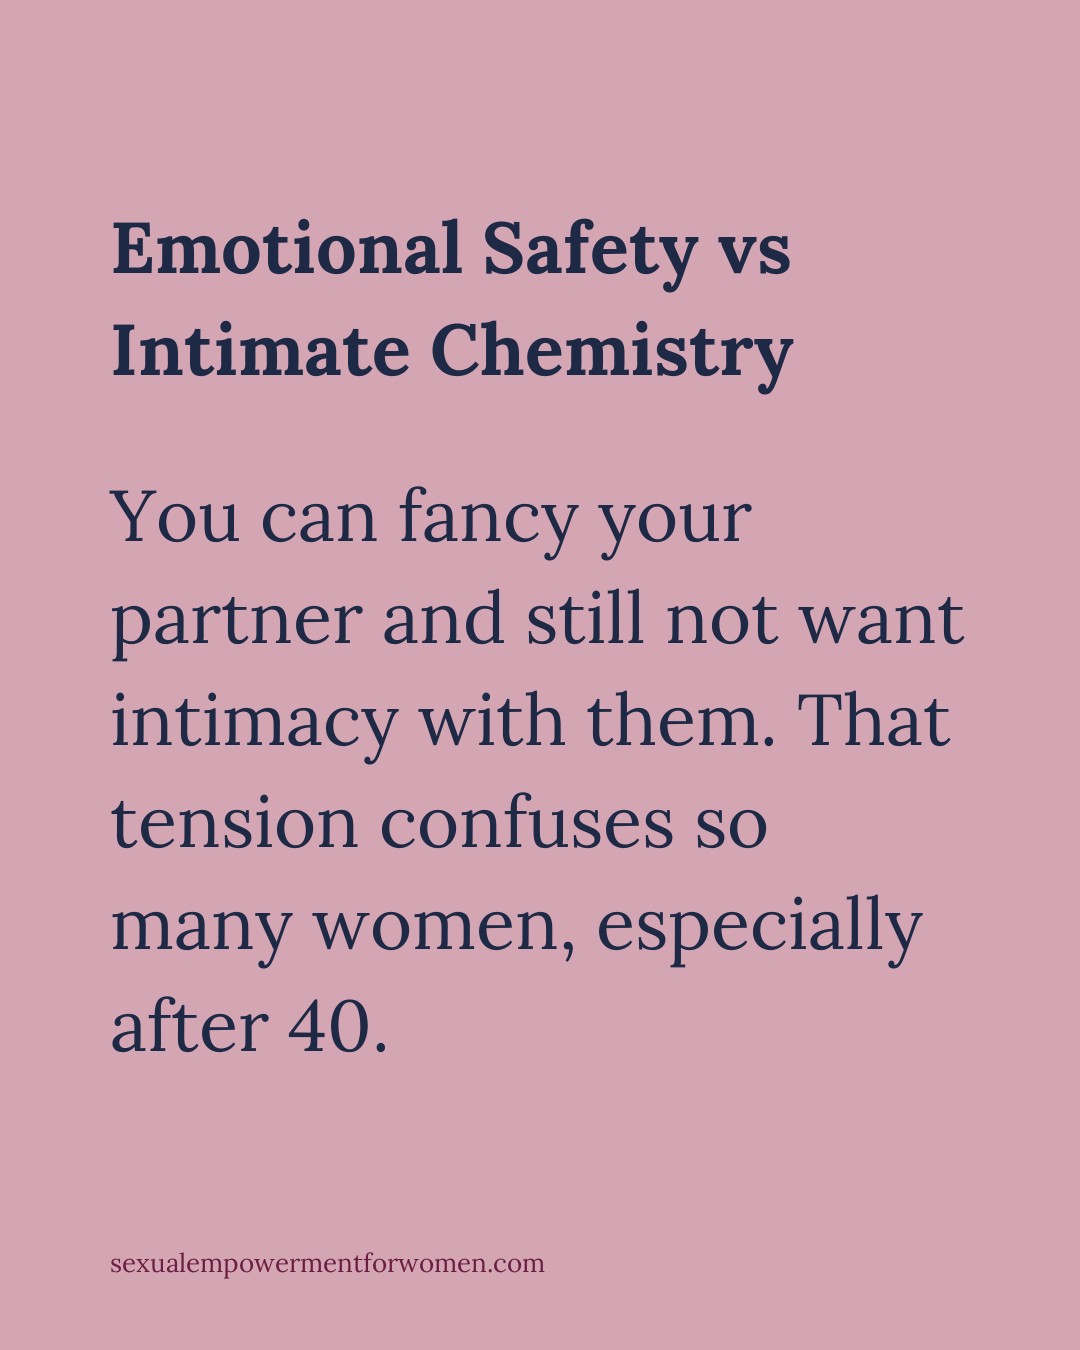 Emotional Safety vs
Intimate Chemistry
You can fancy your
partner and still not want
intimacy with them. That
tension confuses so
many women, especially
after 40.
sexualempowermentforwomen.com